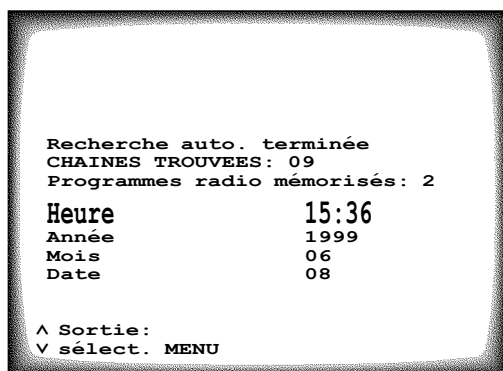 Recherche auto. terminée
CHAINES TROUVEES: 09
Programmes radio mémorisés: 2
Heure 15:36
Année 1999
Mois 06
Date 08
∧ Sortie:
∨ sélect. MENU